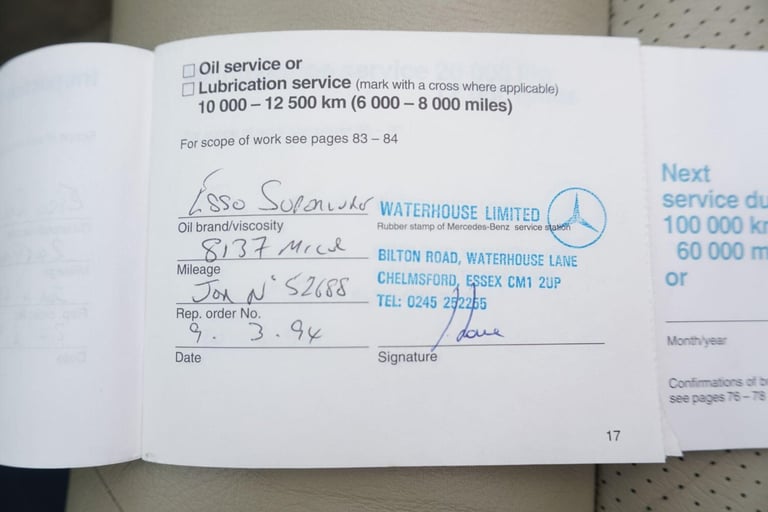 Oil service or
Lubrication service (mark with a cross where applicable)
10 000 – 12 500 km (6 000 – 8 000 miles)
For scope of work see pages 83 – 84
Esso
Oil brand/viscosity
8137
Mileage
N° 52688
Rep. order No.
9. 3. 94
Date
WATERHOUSE LIMITED
Rubber stamp of Mercedes-Benz service station
BILTON ROAD, WATERHOUSE LANE
CHELMSFORD, ESSEX CM1 2UP
TEL: 0245 252255
Signature
17
Next
service du
100 000 km
60 000 m
or
Month/year
Confirmations of b
see pages 76 – 78